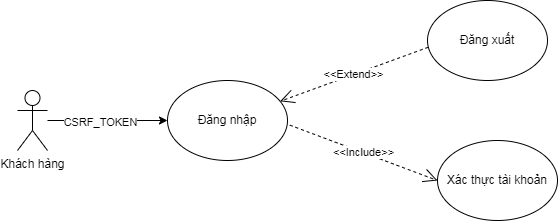 Đăng xuất
<<Extend>>
CSRF_TOKEN
Đăng nhập
<<Include>>
Khách hàng
Xác thực tài khoản